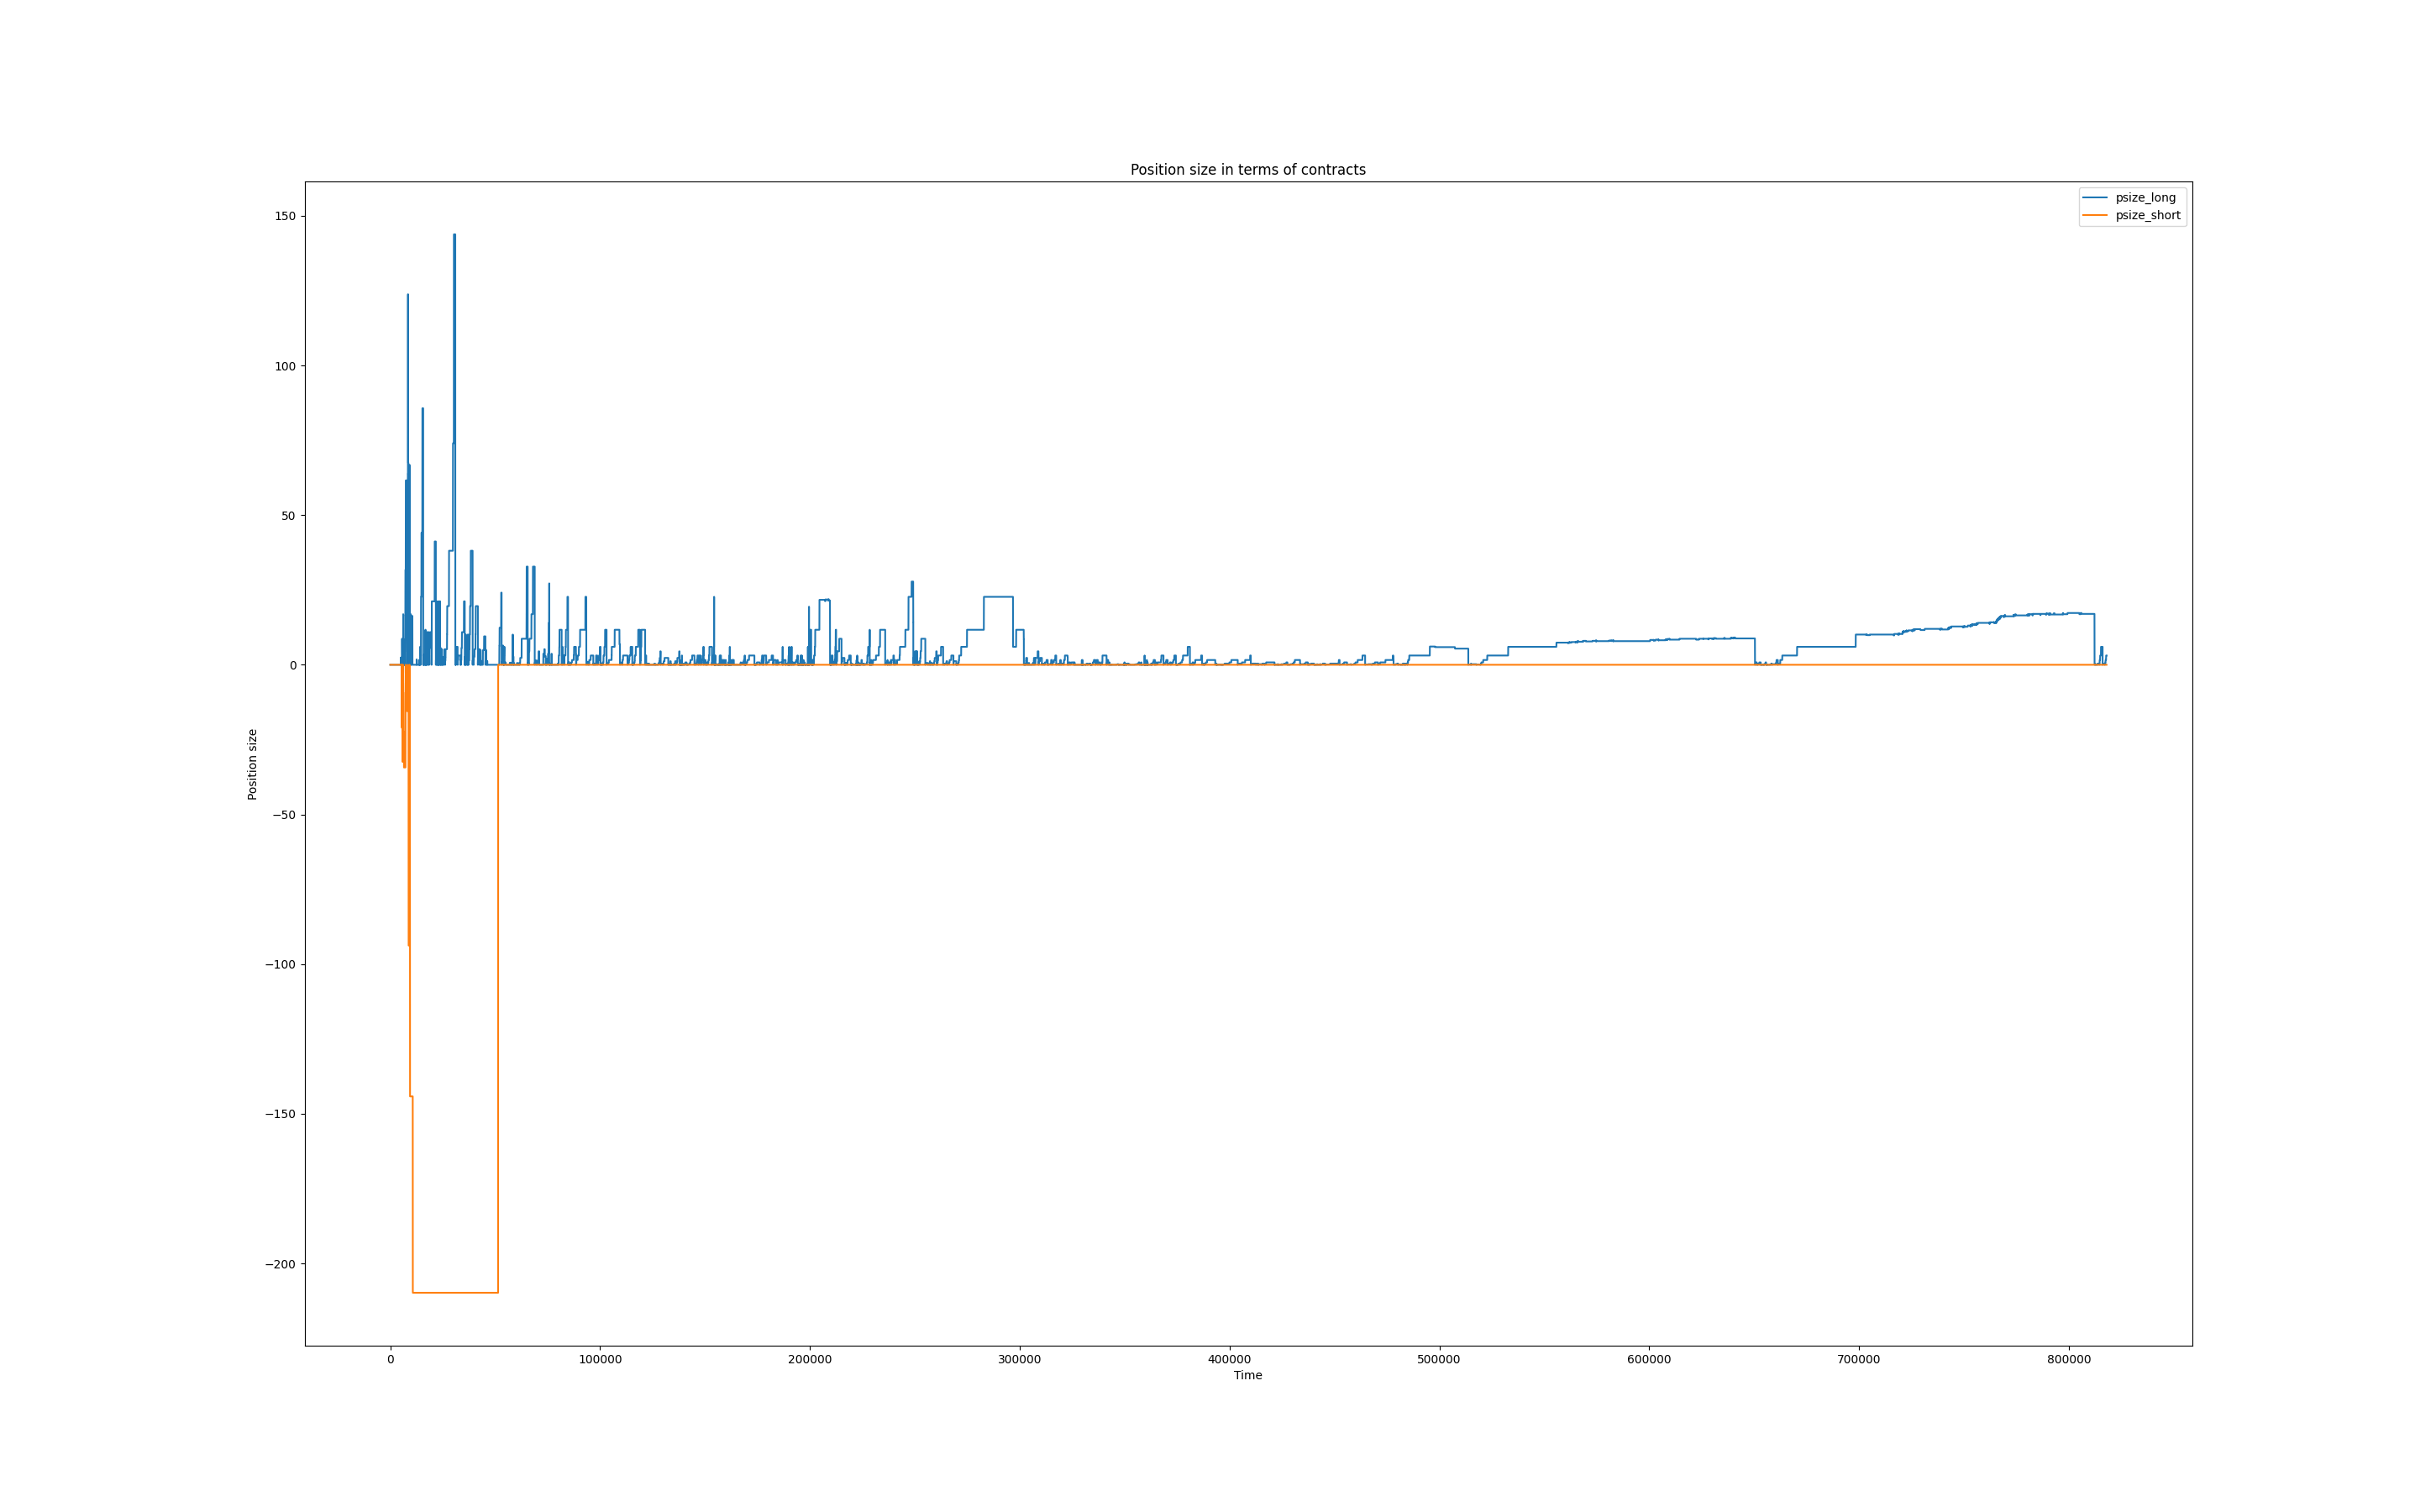 Position size in terms of contracts
psize_long
psize_short
150
100
50
0
−50
−100
−150
−200
Position size
0 100000 200000 300000 400000 500000 600000 700000 800000
Time